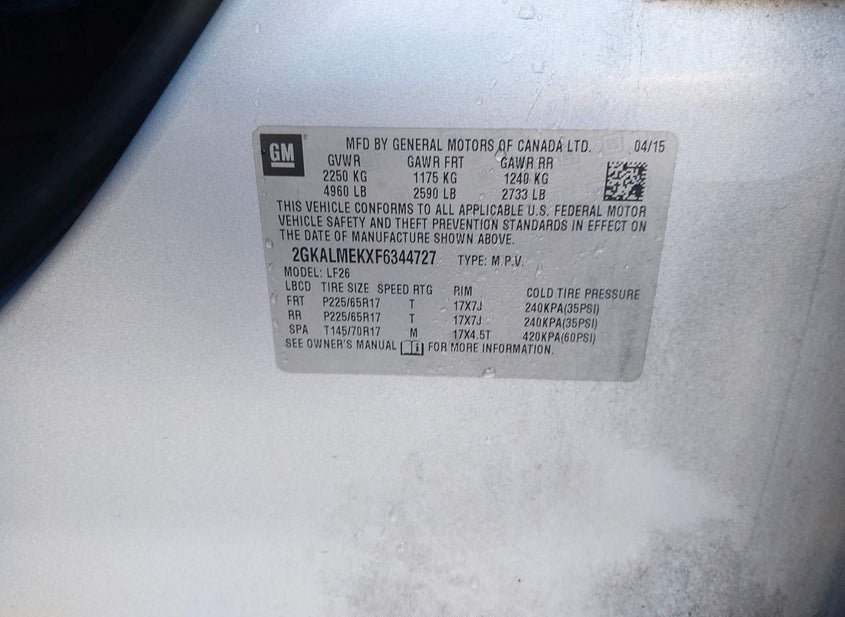 GM
MFD BY GENERAL MOTORS OF CANADA LTD. 04/15
GVWR GAWR FRT GAWR RR
2250 KG 1175 KG 1240 KG
4960 LB 2590 LB 2733 LB
THIS VEHICLE CONFORMS TO ALL APPLICABLE U.S. FEDERAL MOTOR
VEHICLE SAFETY AND THEFT PREVENTION STANDARDS IN EFFECT ON
THE DATE OF MANUFACTURE SHOWN ABOVE.
2GKALMEKXF6344727 TYPE: M.P.V.
MODEL: LF26
LBCD TIRE SIZE SPEED RTG RIM COLD TIRE PRESSURE
FRT P225/65R17 T 17X7J 240KPA(35PSI)
RR P225/65R17 T 17X7J 240KPA(35PSI)
SPA T145/70R17 M 17X4.5T 420KPA(60PSI)
SEE OWNER'S MANUAL FOR MORE INFORMATION.